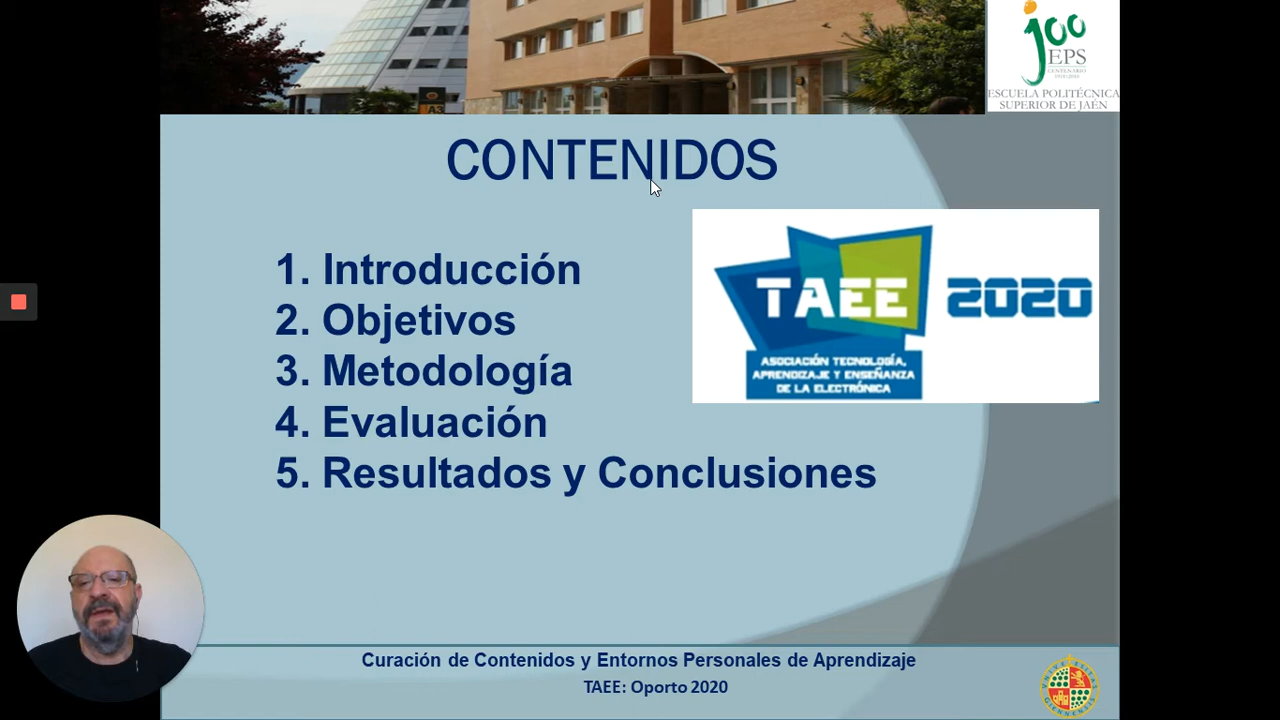 A3
100
EPS
CENTENARIO
ESCUELA POLITÉCNICA
SUPERIOR DE JAÉN
CONTENIDOS
1. Introducción
2. Objetivos
3. Metodología
4. Evaluación
5. Resultados y Conclusiones
TAEE 2020
ASOCIACIÓN TECNOLOGÍA,
APRENDIZAJE Y ENSEÑANZA
DE LA ELECTRÓNICA
Curación de Contenidos y Entornos Personales de Aprendizaje
TAEE: Oporto 2020